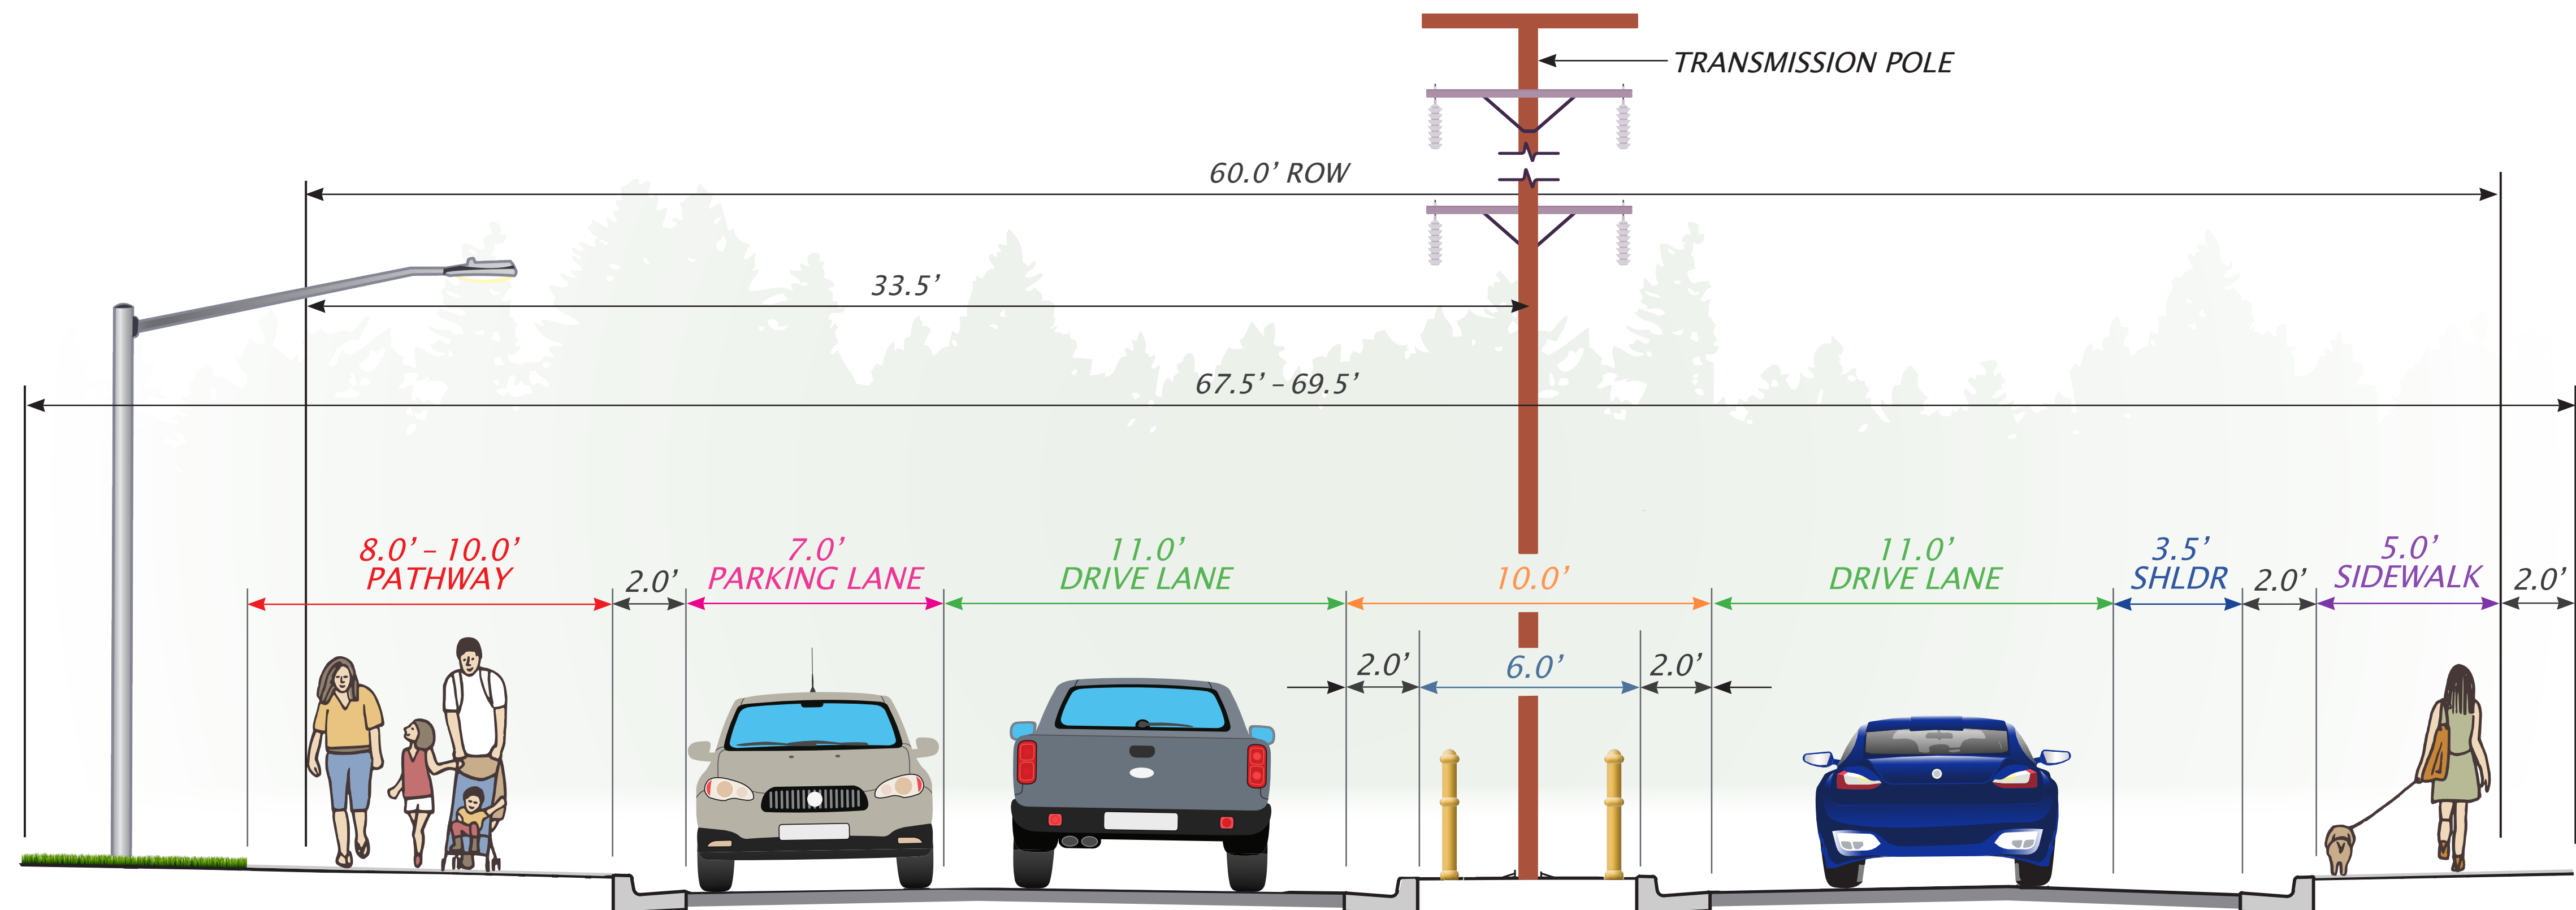 TRANSMISSION POLE
60.0’ ROW
33.5’
67.5’ – 69.5’
8.0’ – 10.0’
PATHWAY
2.0’
7.0’
PARKING LANE
11.0’
DRIVE LANE
10.0’
11.0’
DRIVE LANE
3.5’
SHLDR
2.0’
5.0’
SIDEWALK
2.0’
2.0’
6.0’
2.0’